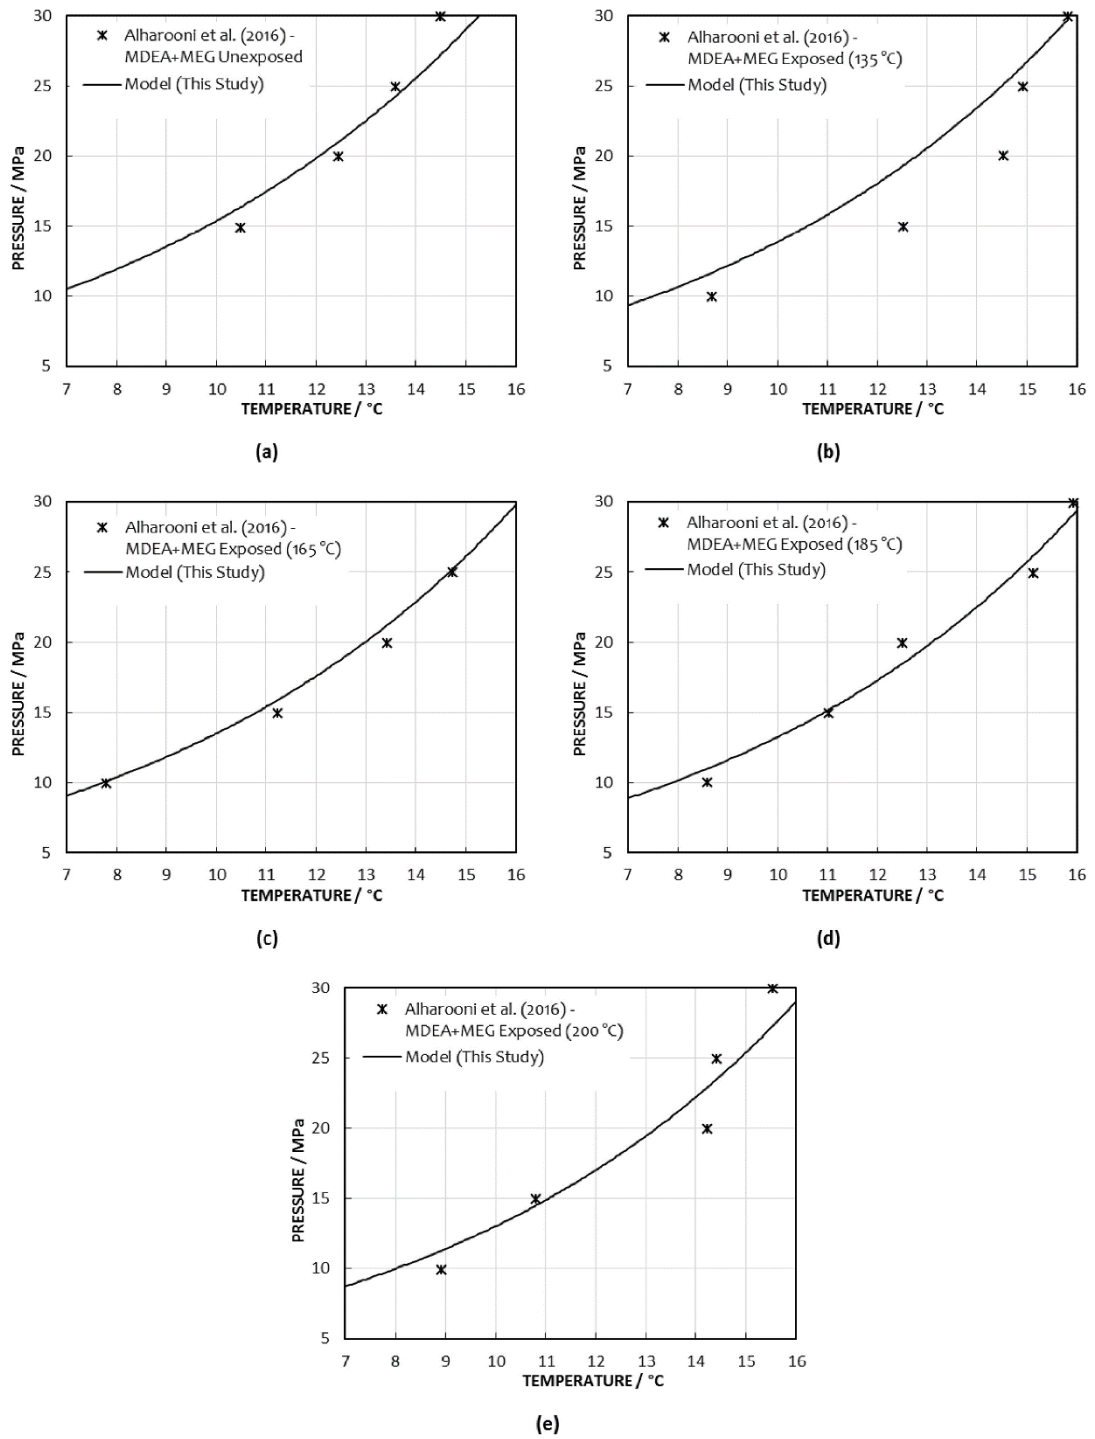 30
25
20
15
10
5
PRESSURE / MPa
Alharooni et al. (2016) -
MDEA+MEG Unexposed
Model (This Study)
7 8 9 10 11 12 13 14 15 16
TEMPERATURE / °C
(a)
30
25
20
15
10
5
PRESSURE / MPa
Alharooni et al. (2016) -
MDEA+MEG Exposed (135 °C)
Model (This Study)
7 8 9 10 11 12 13 14 15 16
TEMPERATURE / °C
(b)
30
25
20
15
10
5
PRESSURE / MPa
Alharooni et al. (2016) -
MDEA+MEG Exposed (165 °C)
Model (This Study)
7 8 9 10 11 12 13 14 15 16
TEMPERATURE / °C
(c)
30
25
20
15
10
5
PRESSURE / MPa
Alharooni et al. (2016) -
MDEA+MEG Exposed (185 °C)
Model (This Study)
7 8 9 10 11 12 13 14 15 16
TEMPERATURE / °C
(d)
30
25
20
15
10
5
PRESSURE / MPa
Alharooni et al. (2016) -
MDEA+MEG Exposed (200 °C)
Model (This Study)
7 8 9 10 11 12 13 14 15 16
TEMPERATURE / °C
(e)